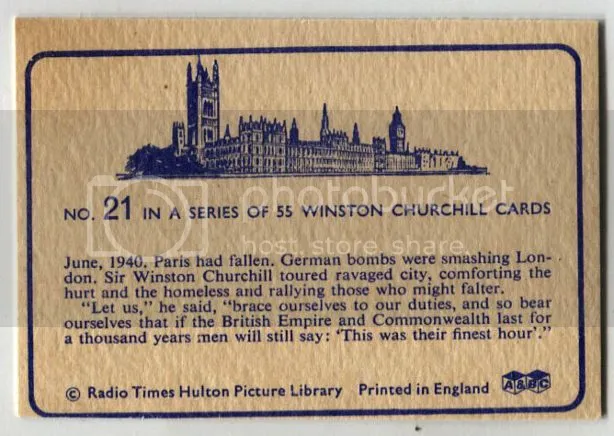 NO. 21 IN A SERIES OF 55 WINSTON CHURCHILL CARDS
photobucket
host. store. share.
June, 1940. Paris had fallen. German bombs were smashing Lon-
don. Sir Winston Churchill toured ravaged city, comforting the
hurt and the homeless and rallying those who might falter.
"Let us," he said, "brace ourselves to our duties, and so bear
ourselves that if the British Empire and Commonwealth last for
a thousand years men will still say: 'This was their finest hour'."
© Radio Times Hulton Picture Library Printed in England A&BC